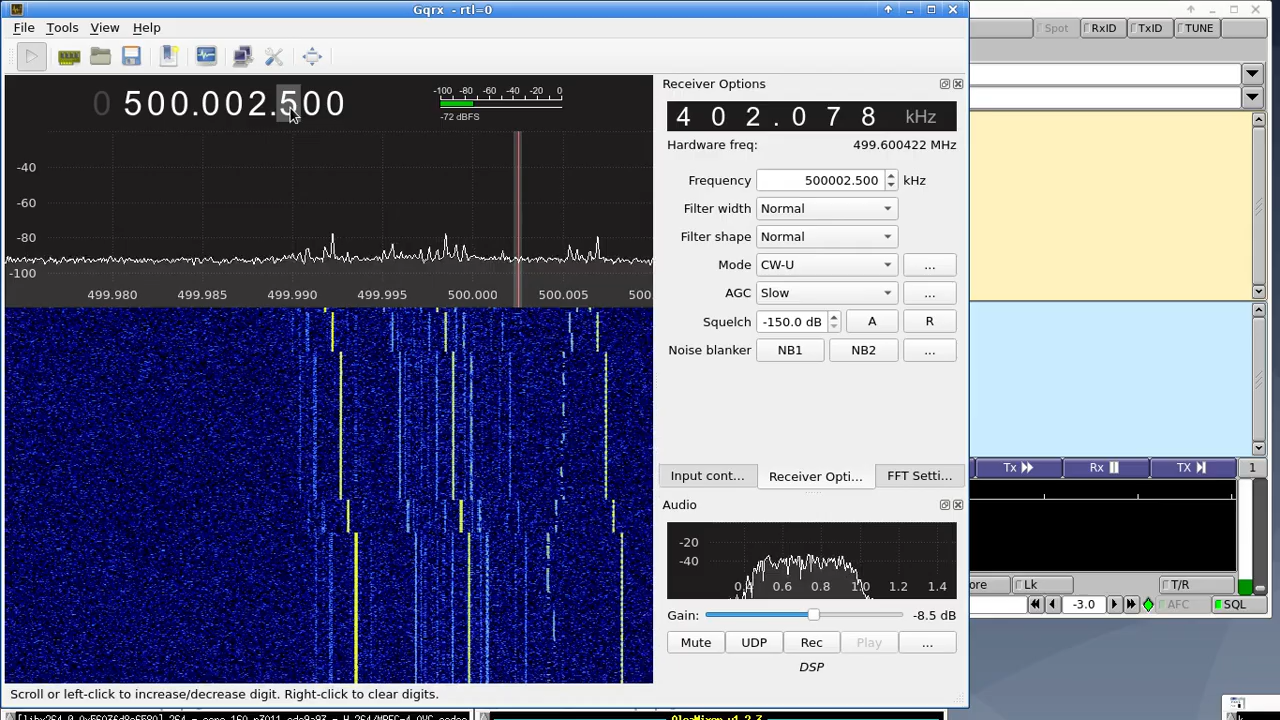 Gqrx - rtl=0
File Tools View Help
Spot RxID TxID TUNE
0 500.002.500
-100 -80 -60 -40 -20 0
-72 dBFS
-40
-60
-80
-100
499.980 499.985 499.990 499.995 500.000 500.005 500.
Receiver Options
402.078 kHz
Hardware freq: 499.600422 MHz
Frequency 500002.500 kHz
Filter width Normal
Filter shape Normal
Mode CW-U ...
AGC Slow ...
Squelch -150.0 dB A R
Noise blanker NB1 NB2 ...
Input cont... Receiver Opti... FFT Setti...
Tx Rx TX 1
Audio
-20
-40
0.4 0.6 0.8 1.0 1.2 1.4
ore Lk T/R
-3.0 AFC SQL
Gain: -8.5 dB
Mute UDP Rec Play ...
DSP
Scroll or left-click to increase/decrease digit. Right-click to clear digits.